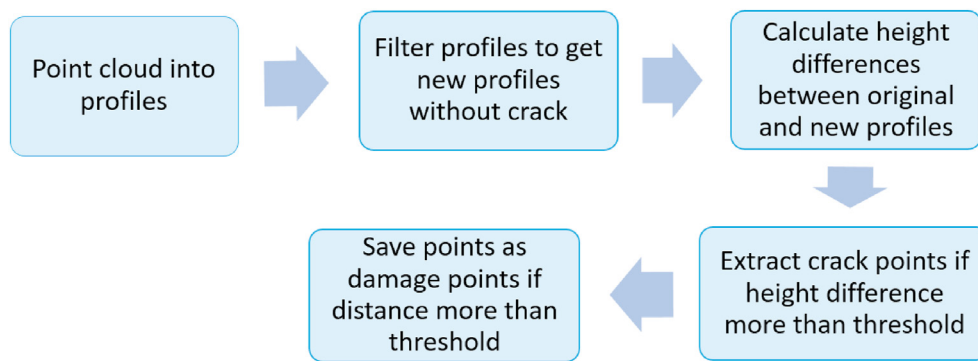 Point cloud into
profiles
Filter profiles to get
new profiles
without crack
Calculate height
differences
between original
and new profiles
Extract crack points if
height difference
more than threshold
Save points as
damage points if
distance more than
threshold